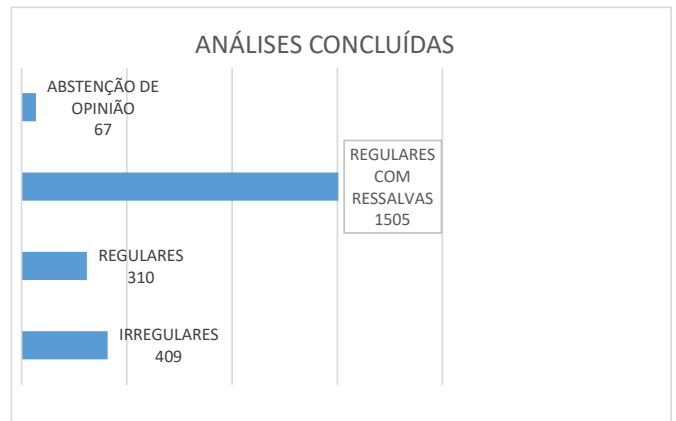 ANÁLISES CONCLUÍDAS
ABSTENÇÃO DE
OPINIÃO
67
REGULARES
COM
RESSALVAS
1505
REGULARES
310
IRREGULARES
409